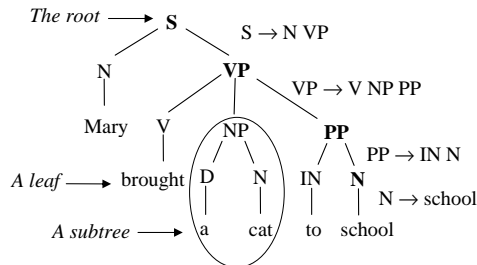 The root S S → N VP
N VP VP → V NP PP
Mary V NP PP
PP → IN N
A leaf brought D N IN N
N → school
A subtree a cat to school